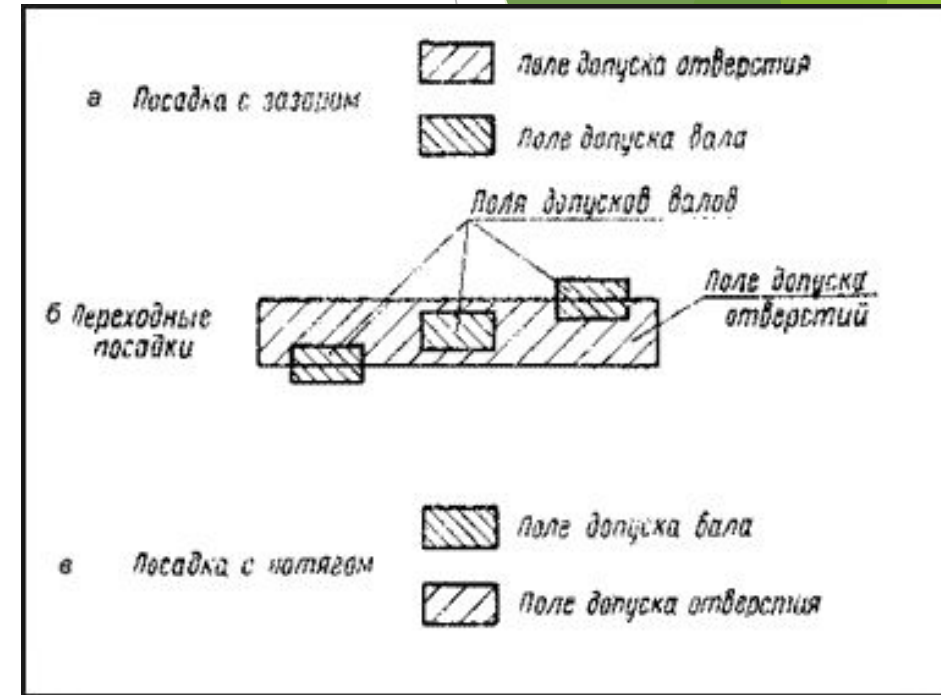 Поле допуска отверстия
а Посадка с зазором
Поле допуска вала
Поля допусков валов
Поле допуска
отверстий
б Переходные
посадки
Поле допуска вала
в Посадка с натягом
Поле допуска отверстия